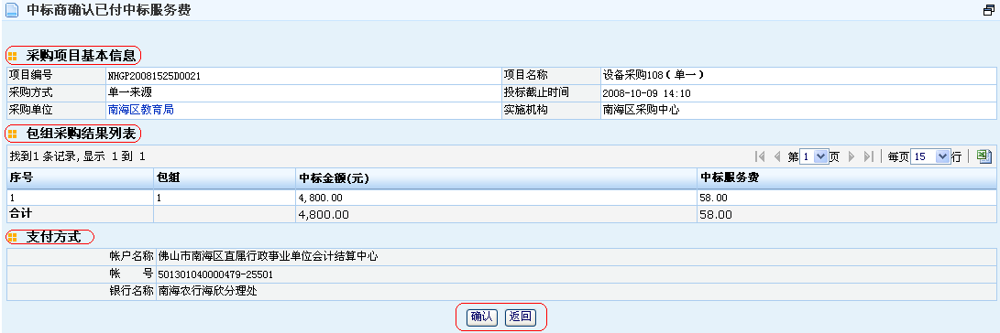 中标商确认已付中标服务费
采购项目基本信息
项目编号 NHGP20081525D0021 项目名称 设备采购108(单一)
采购方式 单一来源 投标截止时间 2008-10-09 14:10
采购单位 南海区教育局 实施机构 南海区采购中心
包组采购结果列表
找到1 条记录,显示 1 到 1 第 1 页 每页 15 行
序号 包组 中标金额(元) 中标服务费
1 1 4,800.00 58.00
合计 4,800.00 58.00
支付方式
帐户名称 佛山市南海区直属行政事业单位会计结算中心
帐 号 501301040000479-25501
银行名称 南海农行海欣分理处
确认 返回